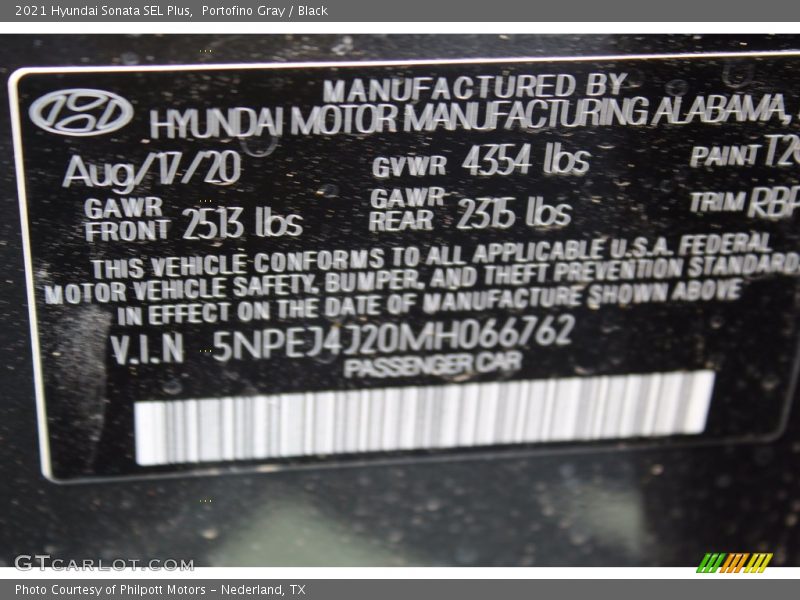 2021 Hyundai Sonata SEL Plus, Portofino Gray / Black
MANUFACTURED BY
HYUNDAI MOTOR MANUFACTURING ALABAMA,
Aug/17/20 GVWR 4354 lbs PAINT
GAWR FRONT 2513 lbs GAWR REAR 2315 lbs TRIM
THIS VEHICLE CONFORMS TO ALL APPLICABLE U.S.A. FEDERAL
MOTOR VEHICLE SAFETY, BUMPER, AND THEFT PREVENTION STANDARD
IN EFFECT ON THE DATE OF MANUFACTURE SHOWN ABOVE
V.I.N 5NPEJ4J20MH066762
PASSENGER CAR
GTcarlot.com
Photo Courtesy of Philpott Motors - Nederland, TX